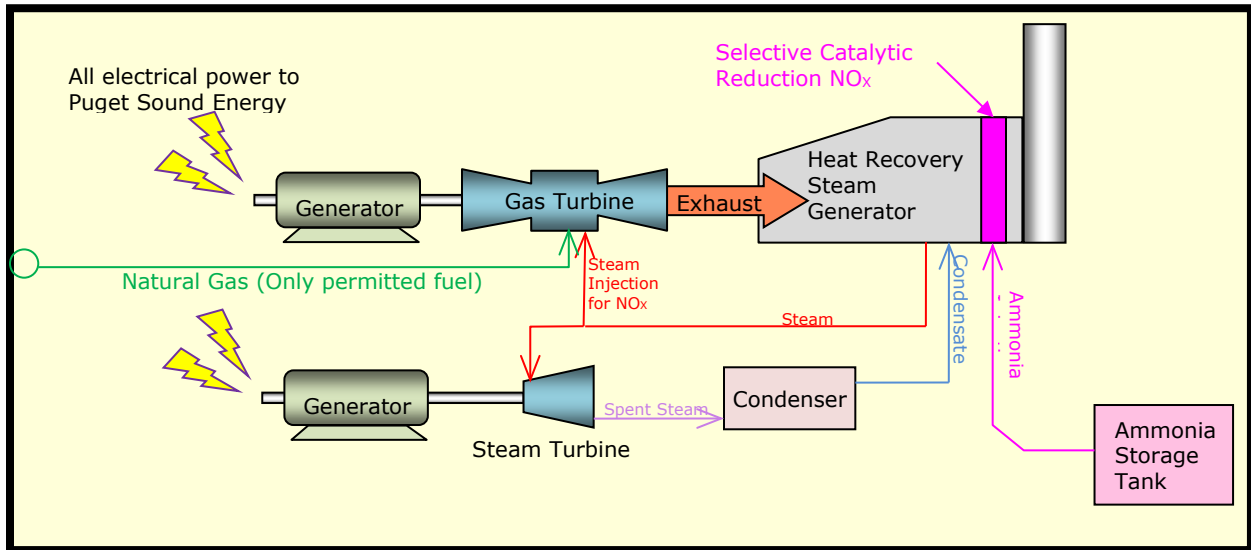 All electrical power to
Puget Sound Energy
Selective Catalytic
Reduction NOx
Heat Recovery
Steam
Generator
Generator
Gas Turbine
Exhaust
Natural Gas (Only permitted fuel)
Steam
Injection
for NOx
Steam
Condensate
Ammonia
Generator
Steam Turbine
Spent Steam
Condenser
Ammonia
Storage
Tank